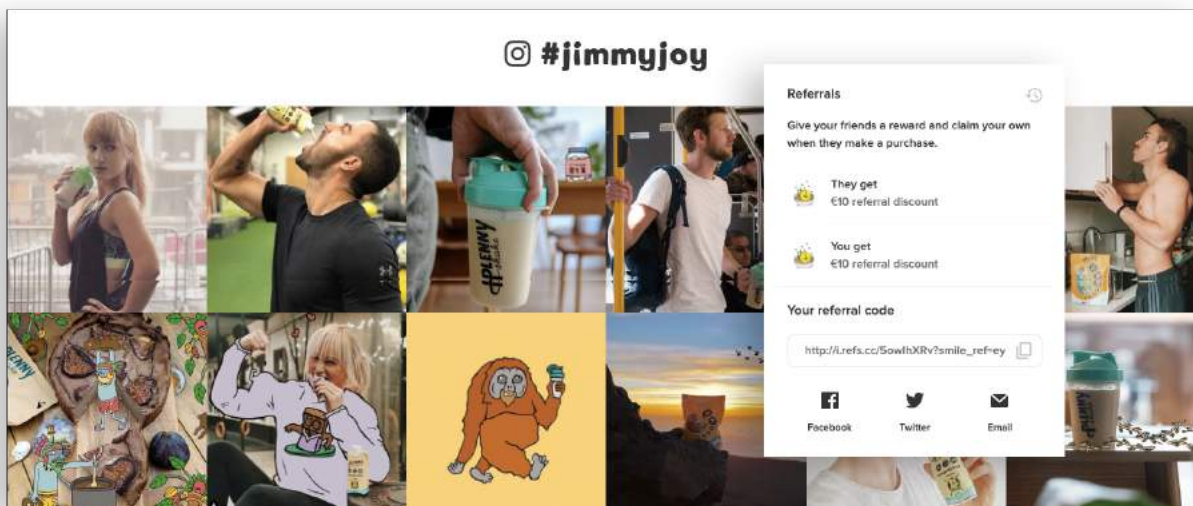 #jimmyjoy
Referrals
Give your friends a reward and claim your own
when they make a purchase.
They get
€10 referral discount
You get
€10 referral discount
Your referral code
http://i.refs.cc/5owIhXRv?smile_ref=ey
Facebook
Twitter
Email
PLENNY
shake
PLENNY